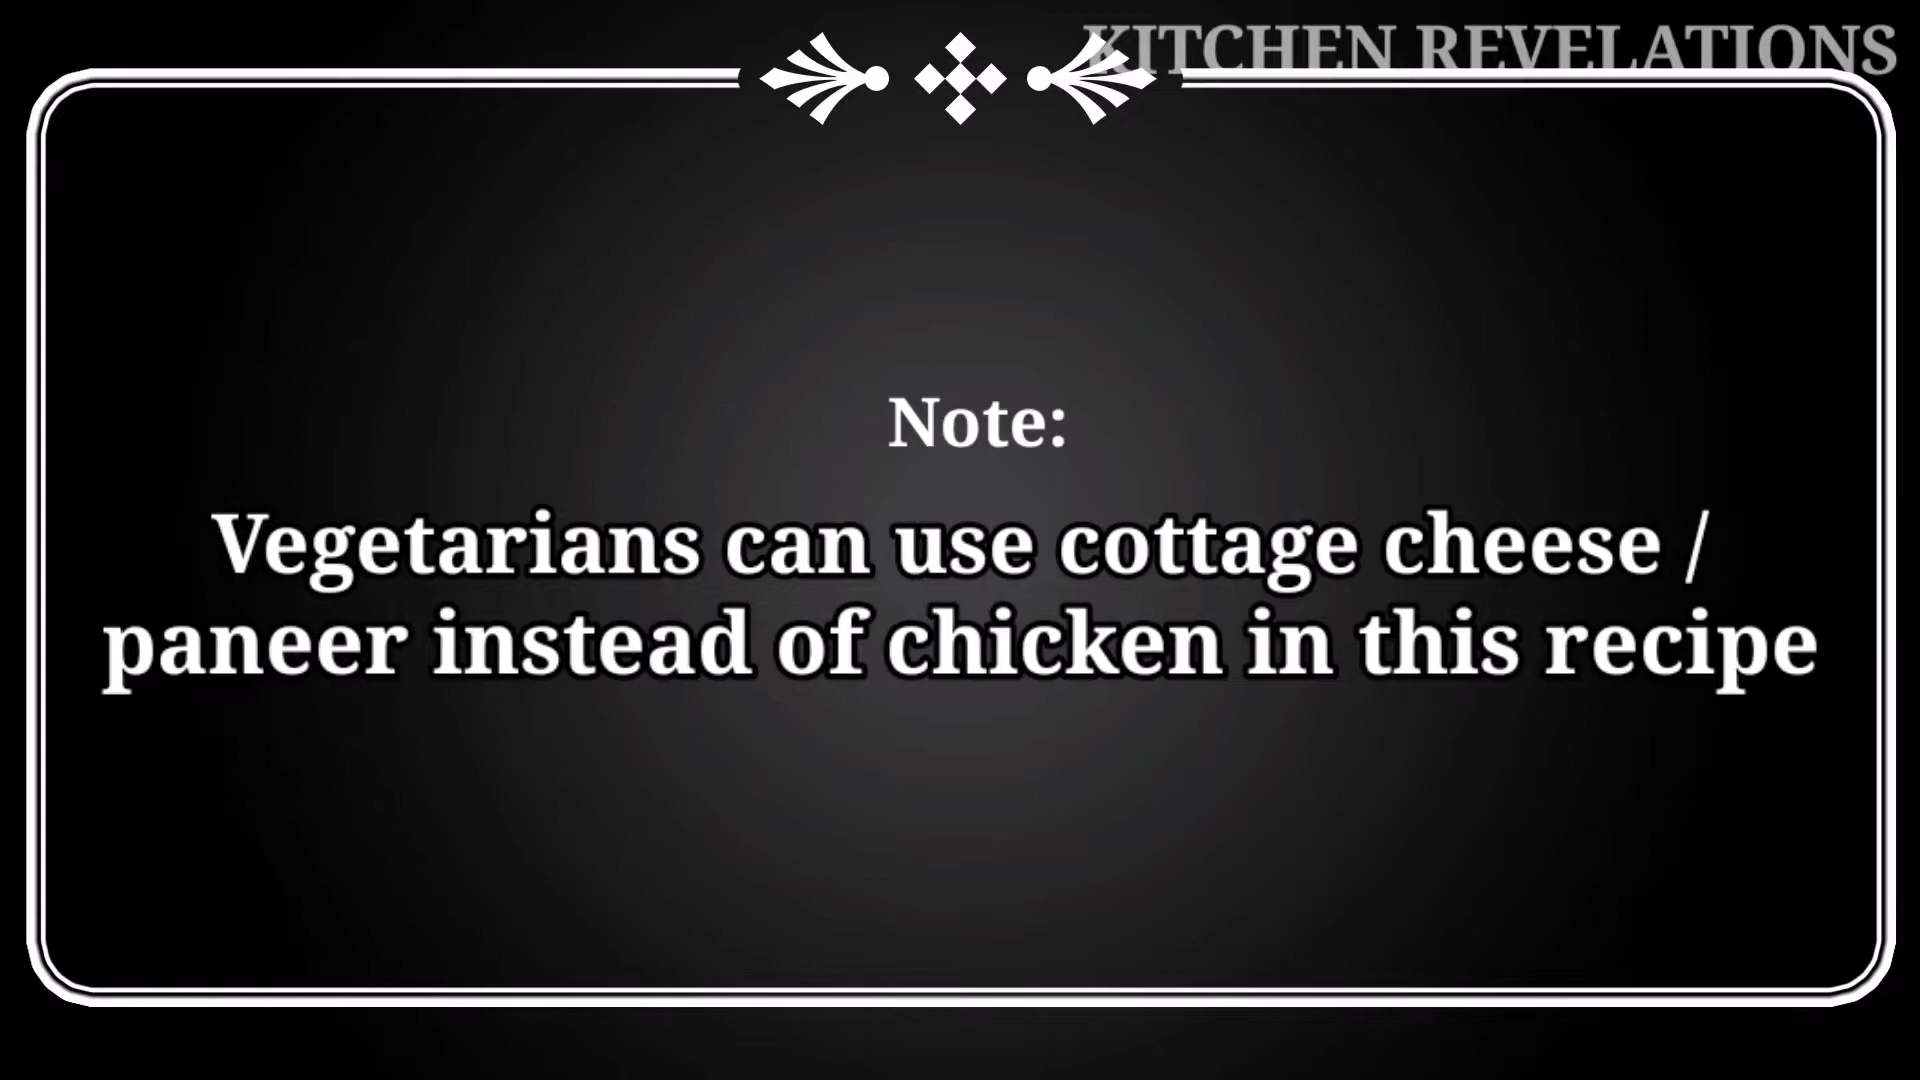 KITCHEN REVELATIONS
Note:
Vegetarians can use cottage cheese /
paneer instead of chicken in this recipe